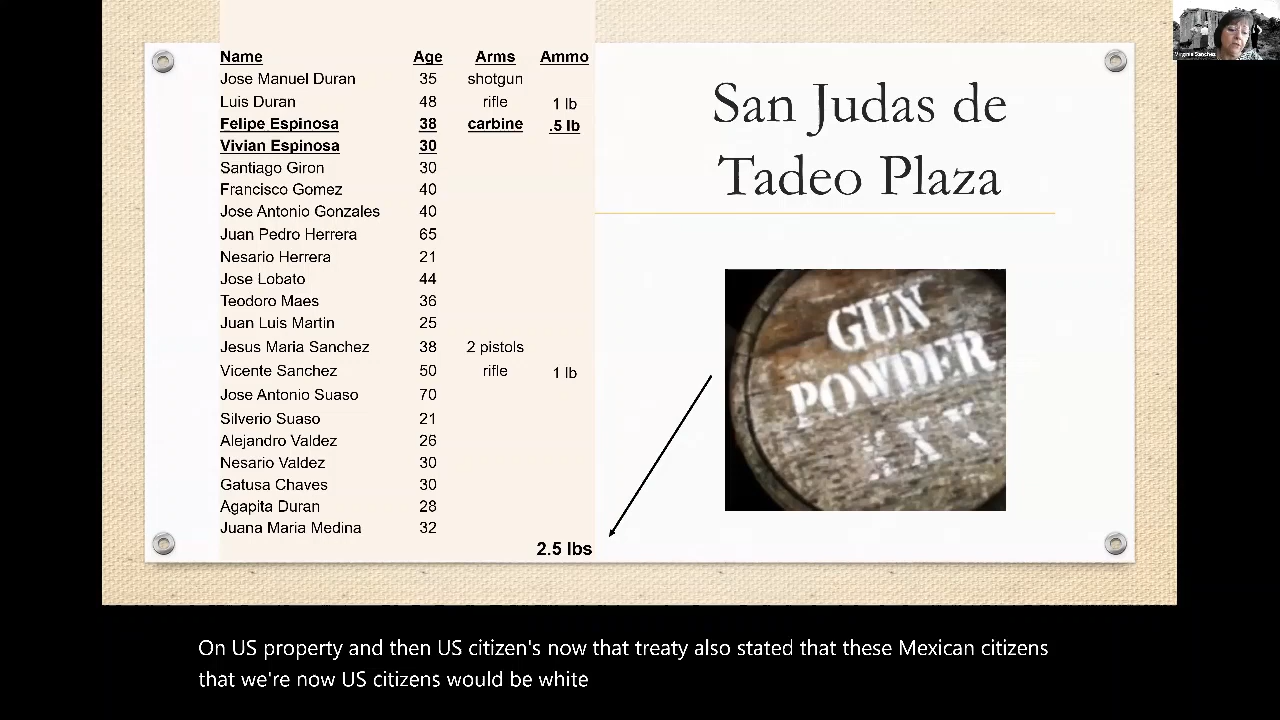 Name Age Arms Ammo
Jose Manuel Duran 35 shotgun
Luis Duran 48 rifle 1 lb
Felipe Espinosa 38 carbine .5 lb
Vivian Espinosa 30
Santiago Giron 30
Francisco Gomez 40
Jose Antonio Gonzales 40
Juan Pedro Herrera 65
Nesario Herrera 21
Jose Lobato 44
Teodoro Maes 36
Juan Luis Martin 25
Jesus Maria Sanchez 38 2 pistols
Vicente Sanchez 50 rifle 1 lb
Jose Antonio Suaso 70
Silverio Suaso 21
Alejandro Valdez 26
Nesario Valdez 30
Gatusa Chaves 30
Agapita Duran 28
Juana Maria Medina 32
2.5 lbs
San Judas de
Tadeo Plaza
GUN
POWDER
XXX
Virginia Sanchez
On US property and then US citizen's now that treaty also stated that these Mexican citizens
that we're now US citizens would be white